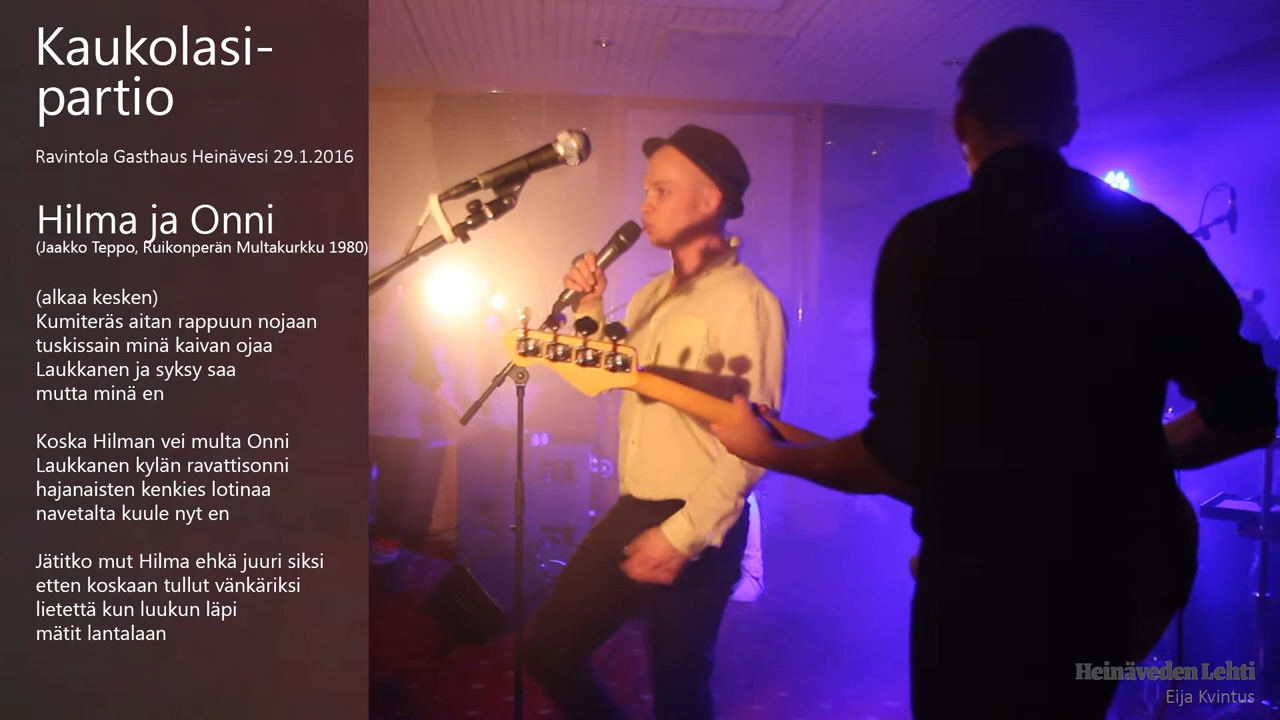 Kaukolasi-
partio
Ravintola Gasthaus Heinävesi 29.1.2016
Hilma ja Onni
(Jaakko Teppo, Ruikonperän Multakurkku 1980)
(alkaa kesken)
Kumiteräs aitan rappuun nojaan
tuskissain minä kaivan ojaa
Laukkanen ja syksy saa
mutta minä en
Koska Hilman vei multa Onni
Laukkanen kylän ravattisonni
hajanaisten kenkies lotinaa
navetalta kuule nyt en
Jätitko mut Hilma ehkä juuri siksi
etten koskaan tullut vänkäriksi
lietettä kun luukun läpi
mätit lantalaan
Heinäveden Lehti
Eija Kvintus